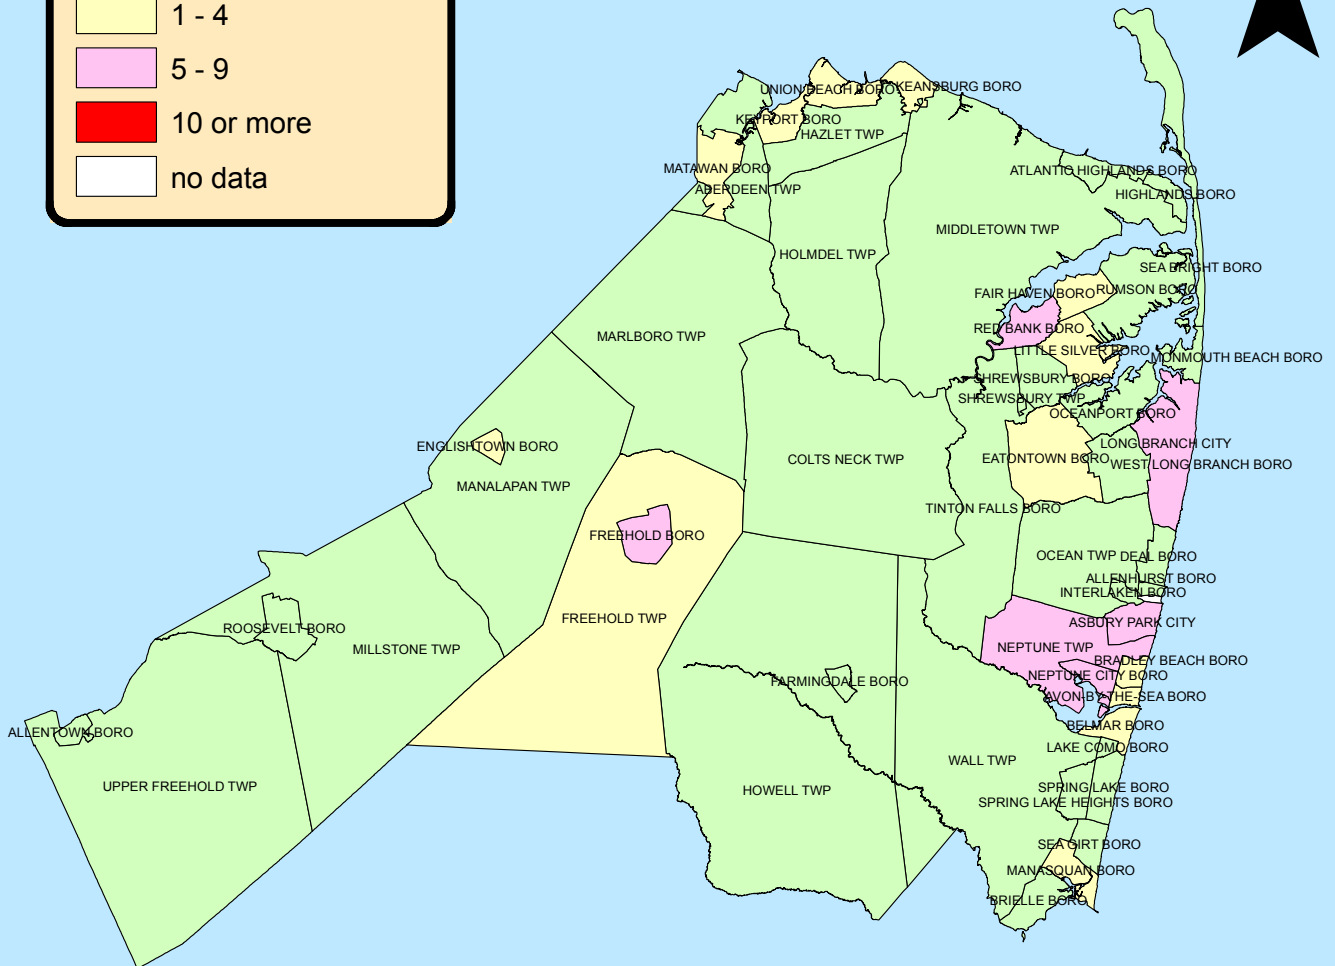 1 - 4
5 - 9
10 or more
no data
UNION BEACH BORO
KEANSBURG BORO
KEYPORT BORO
HAZLET TWP
MATAWAN BORO
ABERDEEN TWP
ATLANTIC HIGHLANDS BORO
HIGHLANDS BORO
MIDDLETOWN TWP
HOLMDEL TWP
SEA BRIGHT BORO
FAIR HAVEN BORO
RUMSON BORO
RED BANK BORO
MARLBORO TWP
LITTLE SILVER BORO
MONMOUTH BEACH BORO
SHREWSBURY BORO
SHREWSBURY TWP
OCEANPORT BORO
ENGLISHTOWN BORO
LONG BRANCH CITY
COLTS NECK TWP
EATONTOWN BORO
WEST LONG BRANCH BORO
MANALAPAN TWP
TINTON FALLS BORO
FREEHOLD BORO
OCEAN TWP
DEAL BORO
ALLENHURST BORO
INTERLAKEN BORO
FREEHOLD TWP
ASBURY PARK CITY
ROOSEVELT BORO
MILLSTONE TWP
NEPTUNE TWP
BRADLEY BEACH BORO
NEPTUNE CITY BORO
FARMINGDALE BORO
AVON-BY-THE-SEA BORO
BELMAR BORO
ALLENTOWN BORO
LAKE COMO BORO
WALL TWP
UPPER FREEHOLD TWP
HOWELL TWP
SPRING LAKE BORO
SPRING LAKE HEIGHTS BORO
SEA GIRT BORO
MANASQUAN BORO
BRIELLE BORO